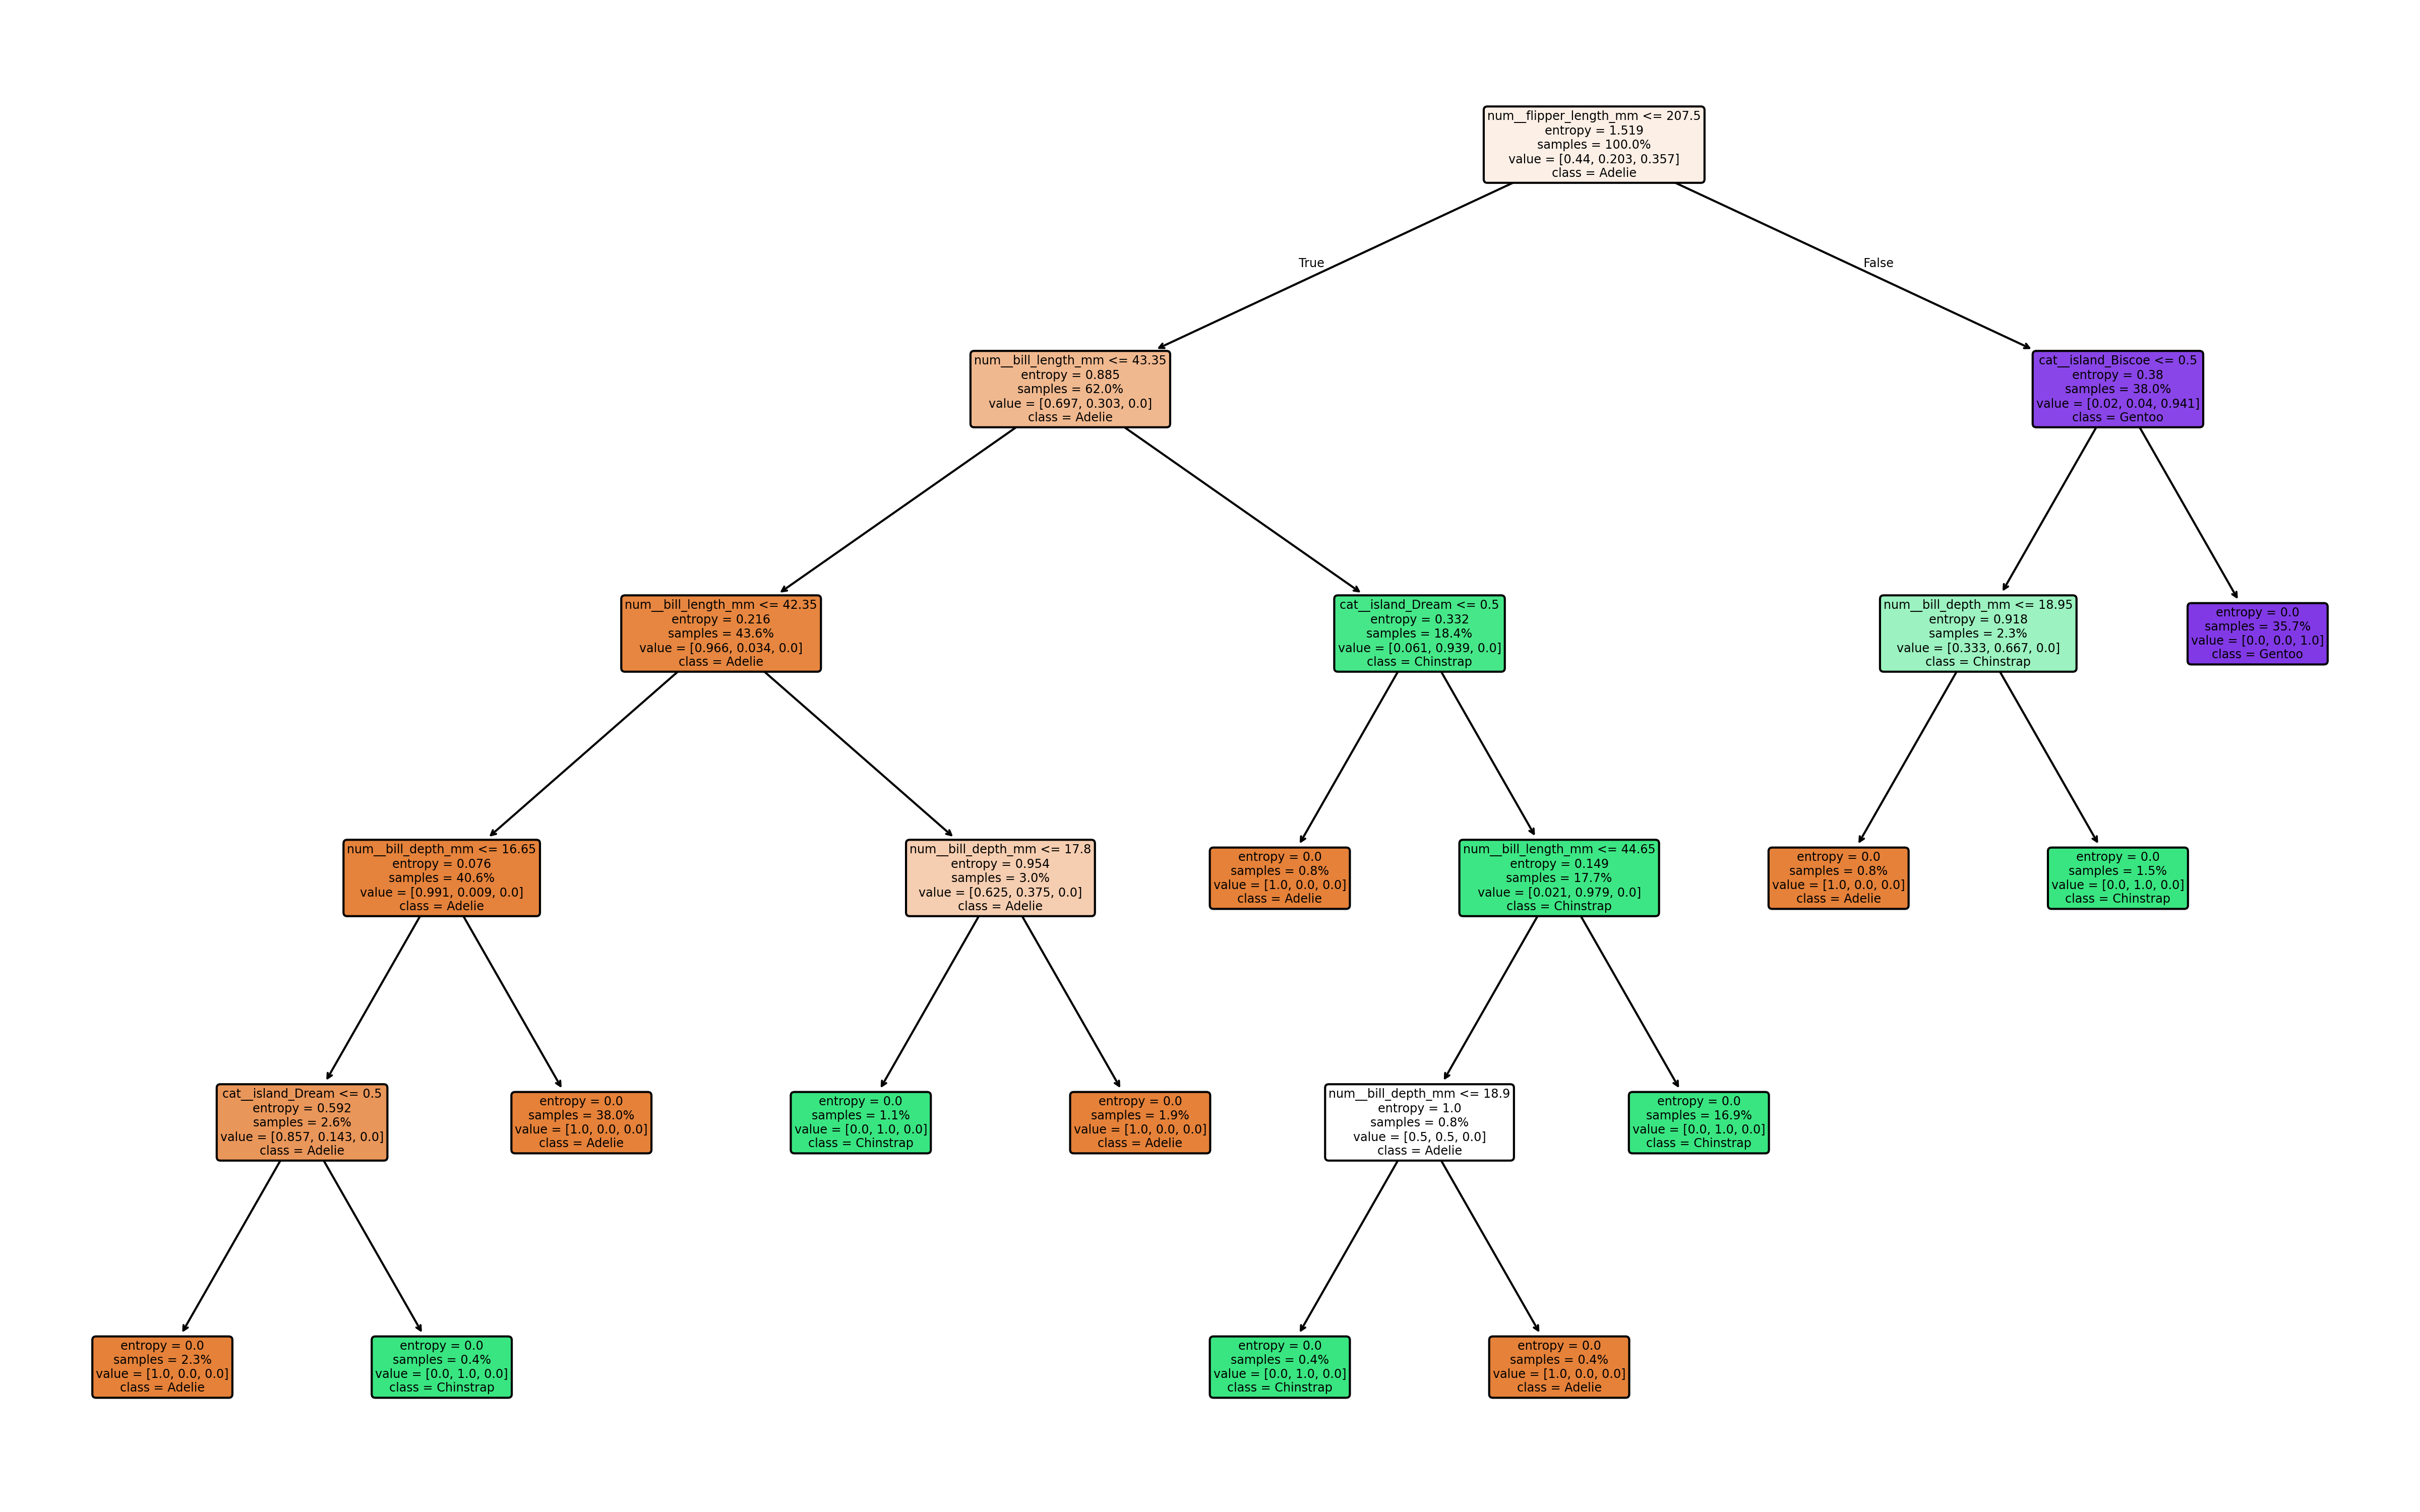 num__flipper_length_mm <= 207.5
entropy = 1.519
samples = 100.0%
value = [0.44, 0.203, 0.357]
class = Adelie
True
False
num__bill_length_mm <= 43.35
entropy = 0.885
samples = 62.0%
value = [0.697, 0.303, 0.0]
class = Adelie
cat__island_Biscoe <= 0.5
entropy = 0.38
samples = 38.0%
value = [0.02, 0.04, 0.941]
class = Gentoo
num__bill_length_mm <= 42.35
entropy = 0.216
samples = 43.6%
value = [0.966, 0.034, 0.0]
class = Adelie
cat__island_Dream <= 0.5
entropy = 0.332
samples = 18.4%
value = [0.061, 0.939, 0.0]
class = Chinstrap
num__bill_depth_mm <= 18.95
entropy = 0.918
samples = 2.3%
value = [0.333, 0.667, 0.0]
class = Chinstrap
entropy = 0.0
samples = 35.7%
value = [0.0, 0.0, 1.0]
class = Gentoo
num__bill_depth_mm <= 16.65
entropy = 0.076
samples = 40.6%
value = [0.991, 0.009, 0.0]
class = Adelie
num__bill_depth_mm <= 17.8
entropy = 0.954
samples = 3.0%
value = [0.625, 0.375, 0.0]
class = Adelie
entropy = 0.0
samples = 0.8%
value = [1.0, 0.0, 0.0]
class = Adelie
num__bill_length_mm <= 44.65
entropy = 0.149
samples = 17.7%
value = [0.021, 0.979, 0.0]
class = Chinstrap
entropy = 0.0
samples = 0.8%
value = [1.0, 0.0, 0.0]
class = Adelie
entropy = 0.0
samples = 1.5%
value = [0.0, 1.0, 0.0]
class = Chinstrap
cat__island_Dream <= 0.5
entropy = 0.592
samples = 2.6%
value = [0.857, 0.143, 0.0]
class = Adelie
entropy = 0.0
samples = 38.0%
value = [1.0, 0.0, 0.0]
class = Adelie
entropy = 0.0
samples = 1.1%
value = [0.0, 1.0, 0.0]
class = Chinstrap
entropy = 0.0
samples = 1.9%
value = [1.0, 0.0, 0.0]
class = Adelie
num__bill_depth_mm <= 18.9
entropy = 1.0
samples = 0.8%
value = [0.5, 0.5, 0.0]
class = Adelie
entropy = 0.0
samples = 16.9%
value = [0.0, 1.0, 0.0]
class = Chinstrap
entropy = 0.0
samples = 2.3%
value = [1.0, 0.0, 0.0]
class = Adelie
entropy = 0.0
samples = 0.4%
value = [0.0, 1.0, 0.0]
class = Chinstrap
entropy = 0.0
samples = 0.4%
value = [0.0, 1.0, 0.0]
class = Chinstrap
entropy = 0.0
samples = 0.4%
value = [1.0, 0.0, 0.0]
class = Adelie